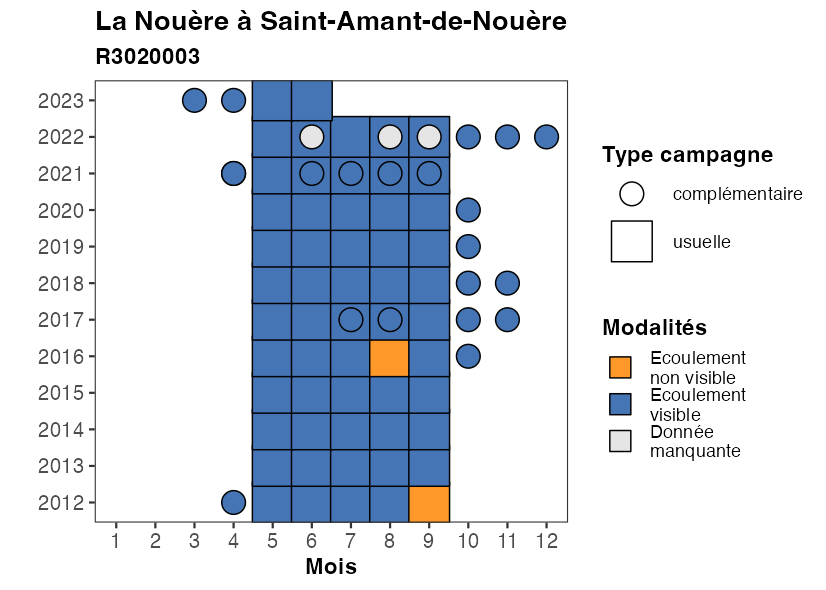 La Nouère à Saint-Amant-de-Nouère
R3020003
2023
2022
2021
2020
2019
2018
2017
2016
2015
2014
2013
2012
1 2 3 4 5 6 7 8 9 10 11 12
Mois
Type campagne
complémentaire
usuelle
Modalités
Ecoulement
non visible
Ecoulement
visible
Donnée
manquante